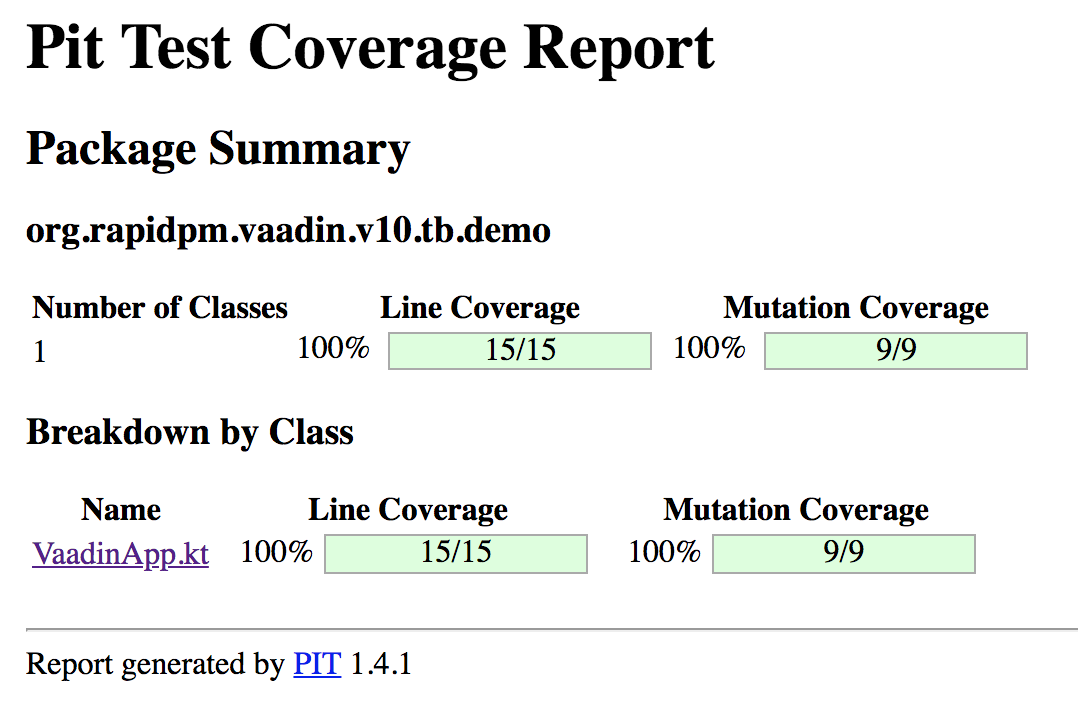 Pit Test Coverage Report
Package Summary
org.rapidpm.vaadin.v10.tb.demo
Number of Classes Line Coverage Mutation Coverage
1 100% 15/15 100% 9/9
Breakdown by Class
Name Line Coverage Mutation Coverage
VaadinApp.kt 100% 15/15 100% 9/9
Report generated by PIT 1.4.1